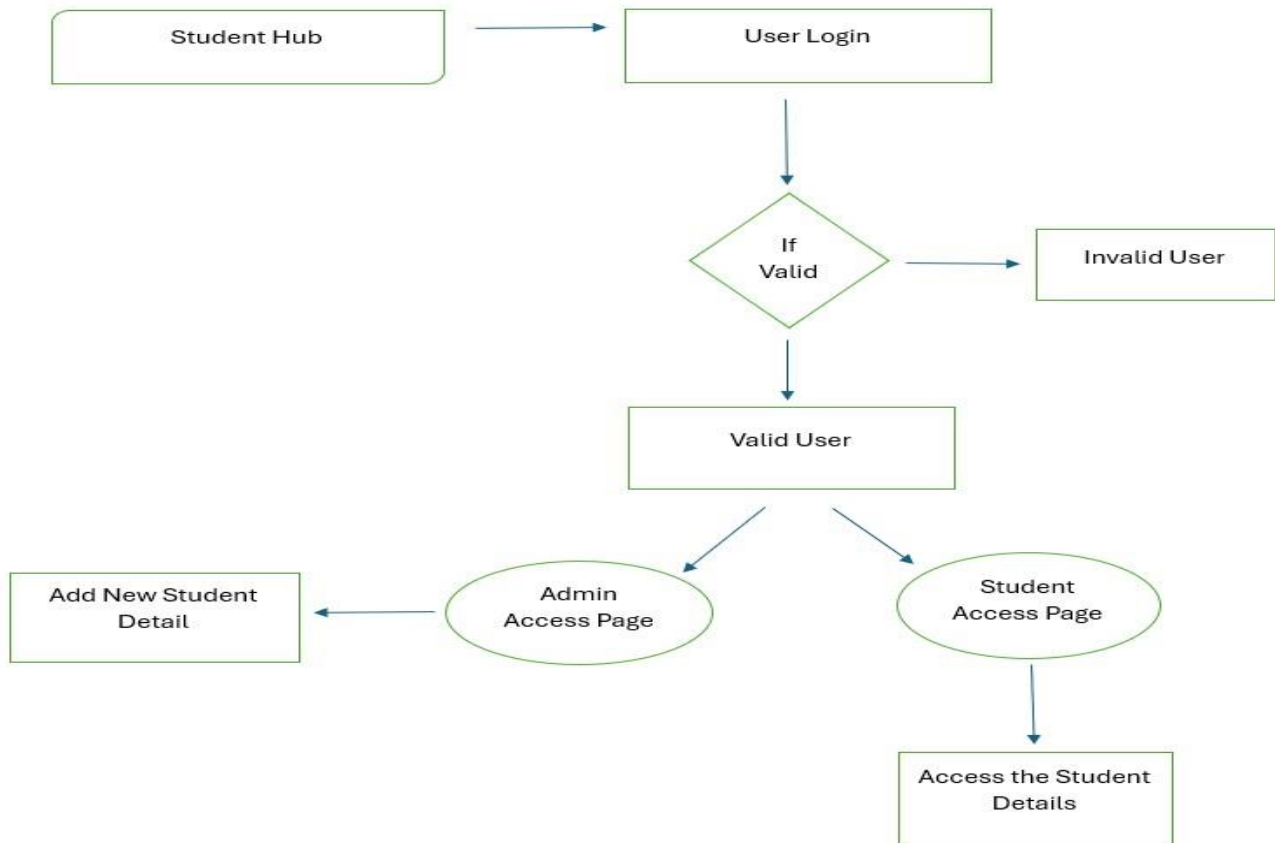 Student Hub
User Login
If
Valid
Invalid User
Valid User
Add New Student
Detail
Admin
Access Page
Student
Access Page
Access the Student
Details